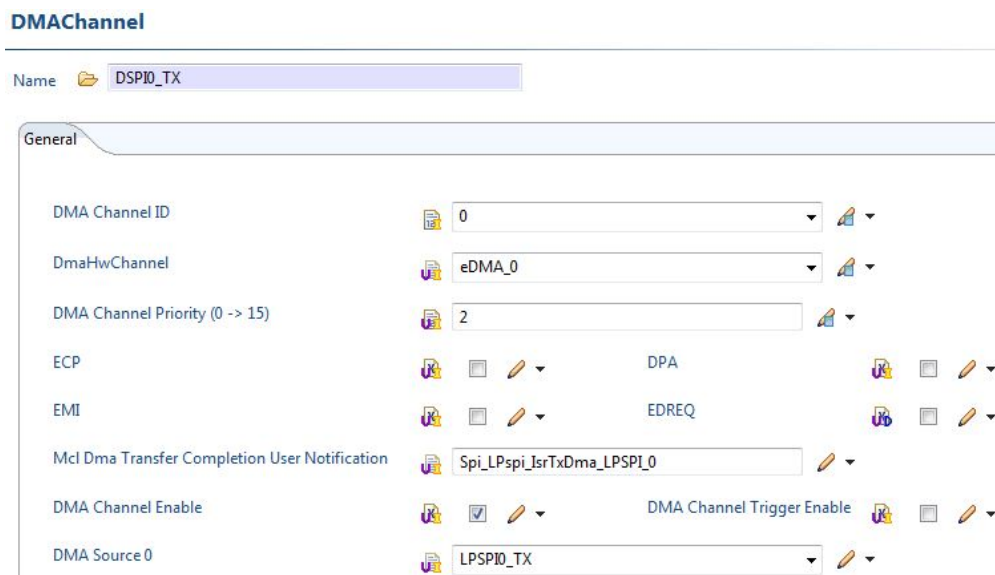 DMAChannel
Name DSPI0_TX
General
DMA Channel ID 0
DmaHwChannel eDMA_0
DMA Channel Priority (0 -> 15) 2
ECP DPA
EMI EDREQ
Mcl Dma Transfer Completion User Notification Spi_LPspi_IsrTxDma_LPSPI_0
DMA Channel Enable DMA Channel Trigger Enable
DMA Source 0 LPSPI0_TX